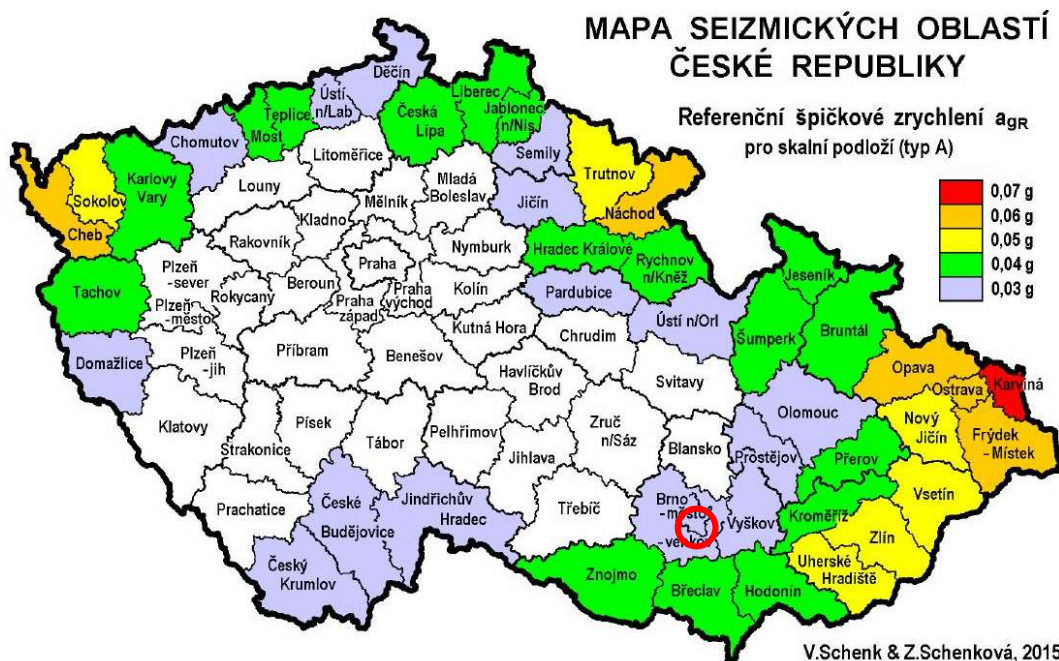 MAPA SEIZMICKÝCH OBLASTÍ
ČESKÉ REPUBLIKY
Referenční špičkové zrychlení agR
pro skalní podloží (typ A)
0,07 g
0,06 g
0,05 g
0,04 g
0,03 g
Děčín
Ústí
n/Lab
Teplice
Most
Chomutov
Liberec
Jablonec
n/Nis
Česká
Lípa
Semily
Litoměřice
Mladá
Boleslav
Trutnov
Karlovy
Vary
Sokolov
Cheb
Louny
Mělník
Jičín
Náchod
Kladno
Rakovník
Nymburk
Hradec Králové
Rychnov
n/Kněž
Praha
Jeseník
Tachov
Plzeň
-sever
Plzeň
-město
Rokycany
Beroun
Praha
západ
Praha
východ
Kolín
Pardubice
Ústí n/Orl
Šumperk
Bruntál
Kutná Hora
Chrudim
Domažlice
Plzeň
-jih
Příbram
Benešov
Havlíčkův
Brod
Svitavy
Opava
Ostrava
Karviná
Olomouc
Nový
Jičín
Frýdek
-Místek
Klatovy
Písek
Tábor
Pelhřimov
Zruč
n/Sáz
Blansko
Prostějov
Přerov
Strakonice
Jihlava
Vsetín
Prachatice
České
Budějovice
Jindřichův
Hradec
Třebíč
Brno
-město
Vyškov
Kroměříž
Zlín
Uherské
Hradiště
Český
Krumlov
Znojmo
Břeclav
Hodonín
V.Schenk & Z.Schenková, 2015